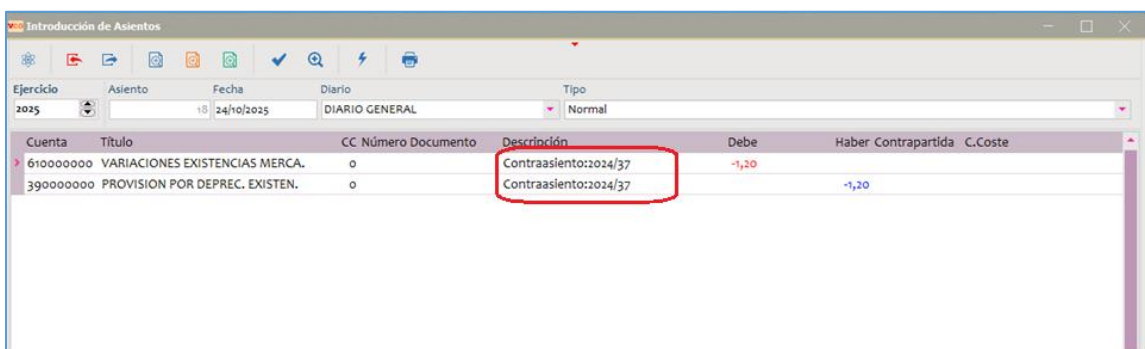 VGD Introducción de Asientos
Ejercicio Asiento Fecha Diario Tipo
2025 18 24/10/2025 DIARIO GENERAL Normal
Cuenta Título CC Número Documento Descripción Debe Haber Contrapartida C.Coste
610000000 VARIACIONES EXISTENCIAS MERCA. 0 Contraasiento:2024/37 -1,20
390000000 PROVISION POR DEPREC. EXISTEN. 0 Contraasiento:2024/37 -1,20